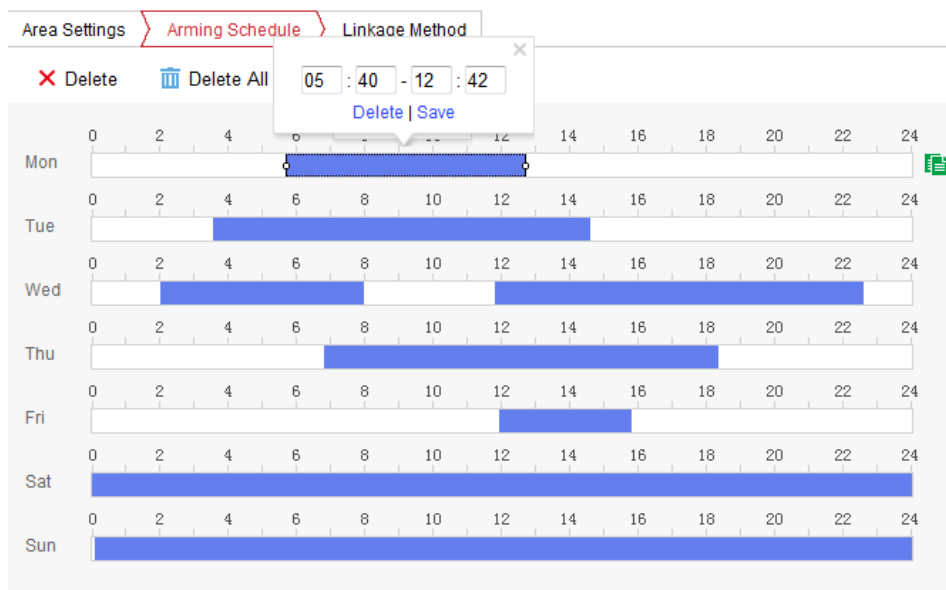 Area Settings Arming Schedule Linkage Method
Delete Delete All
05 : 40 - 12 : 42
Delete | Save
0 2 4 6 12 14 16 18 20 22 24
Mon
0 2 4 6 8 10 12 14 16 18 20 22 24
Tue
0 2 4 6 8 10 12 14 16 18 20 22 24
Wed
0 2 4 6 8 10 12 14 16 18 20 22 24
Thu
0 2 4 6 8 10 12 14 16 18 20 22 24
Fri
0 2 4 6 8 10 12 14 16 18 20 22 24
Sat
0 2 4 6 8 10 12 14 16 18 20 22 24
Sun